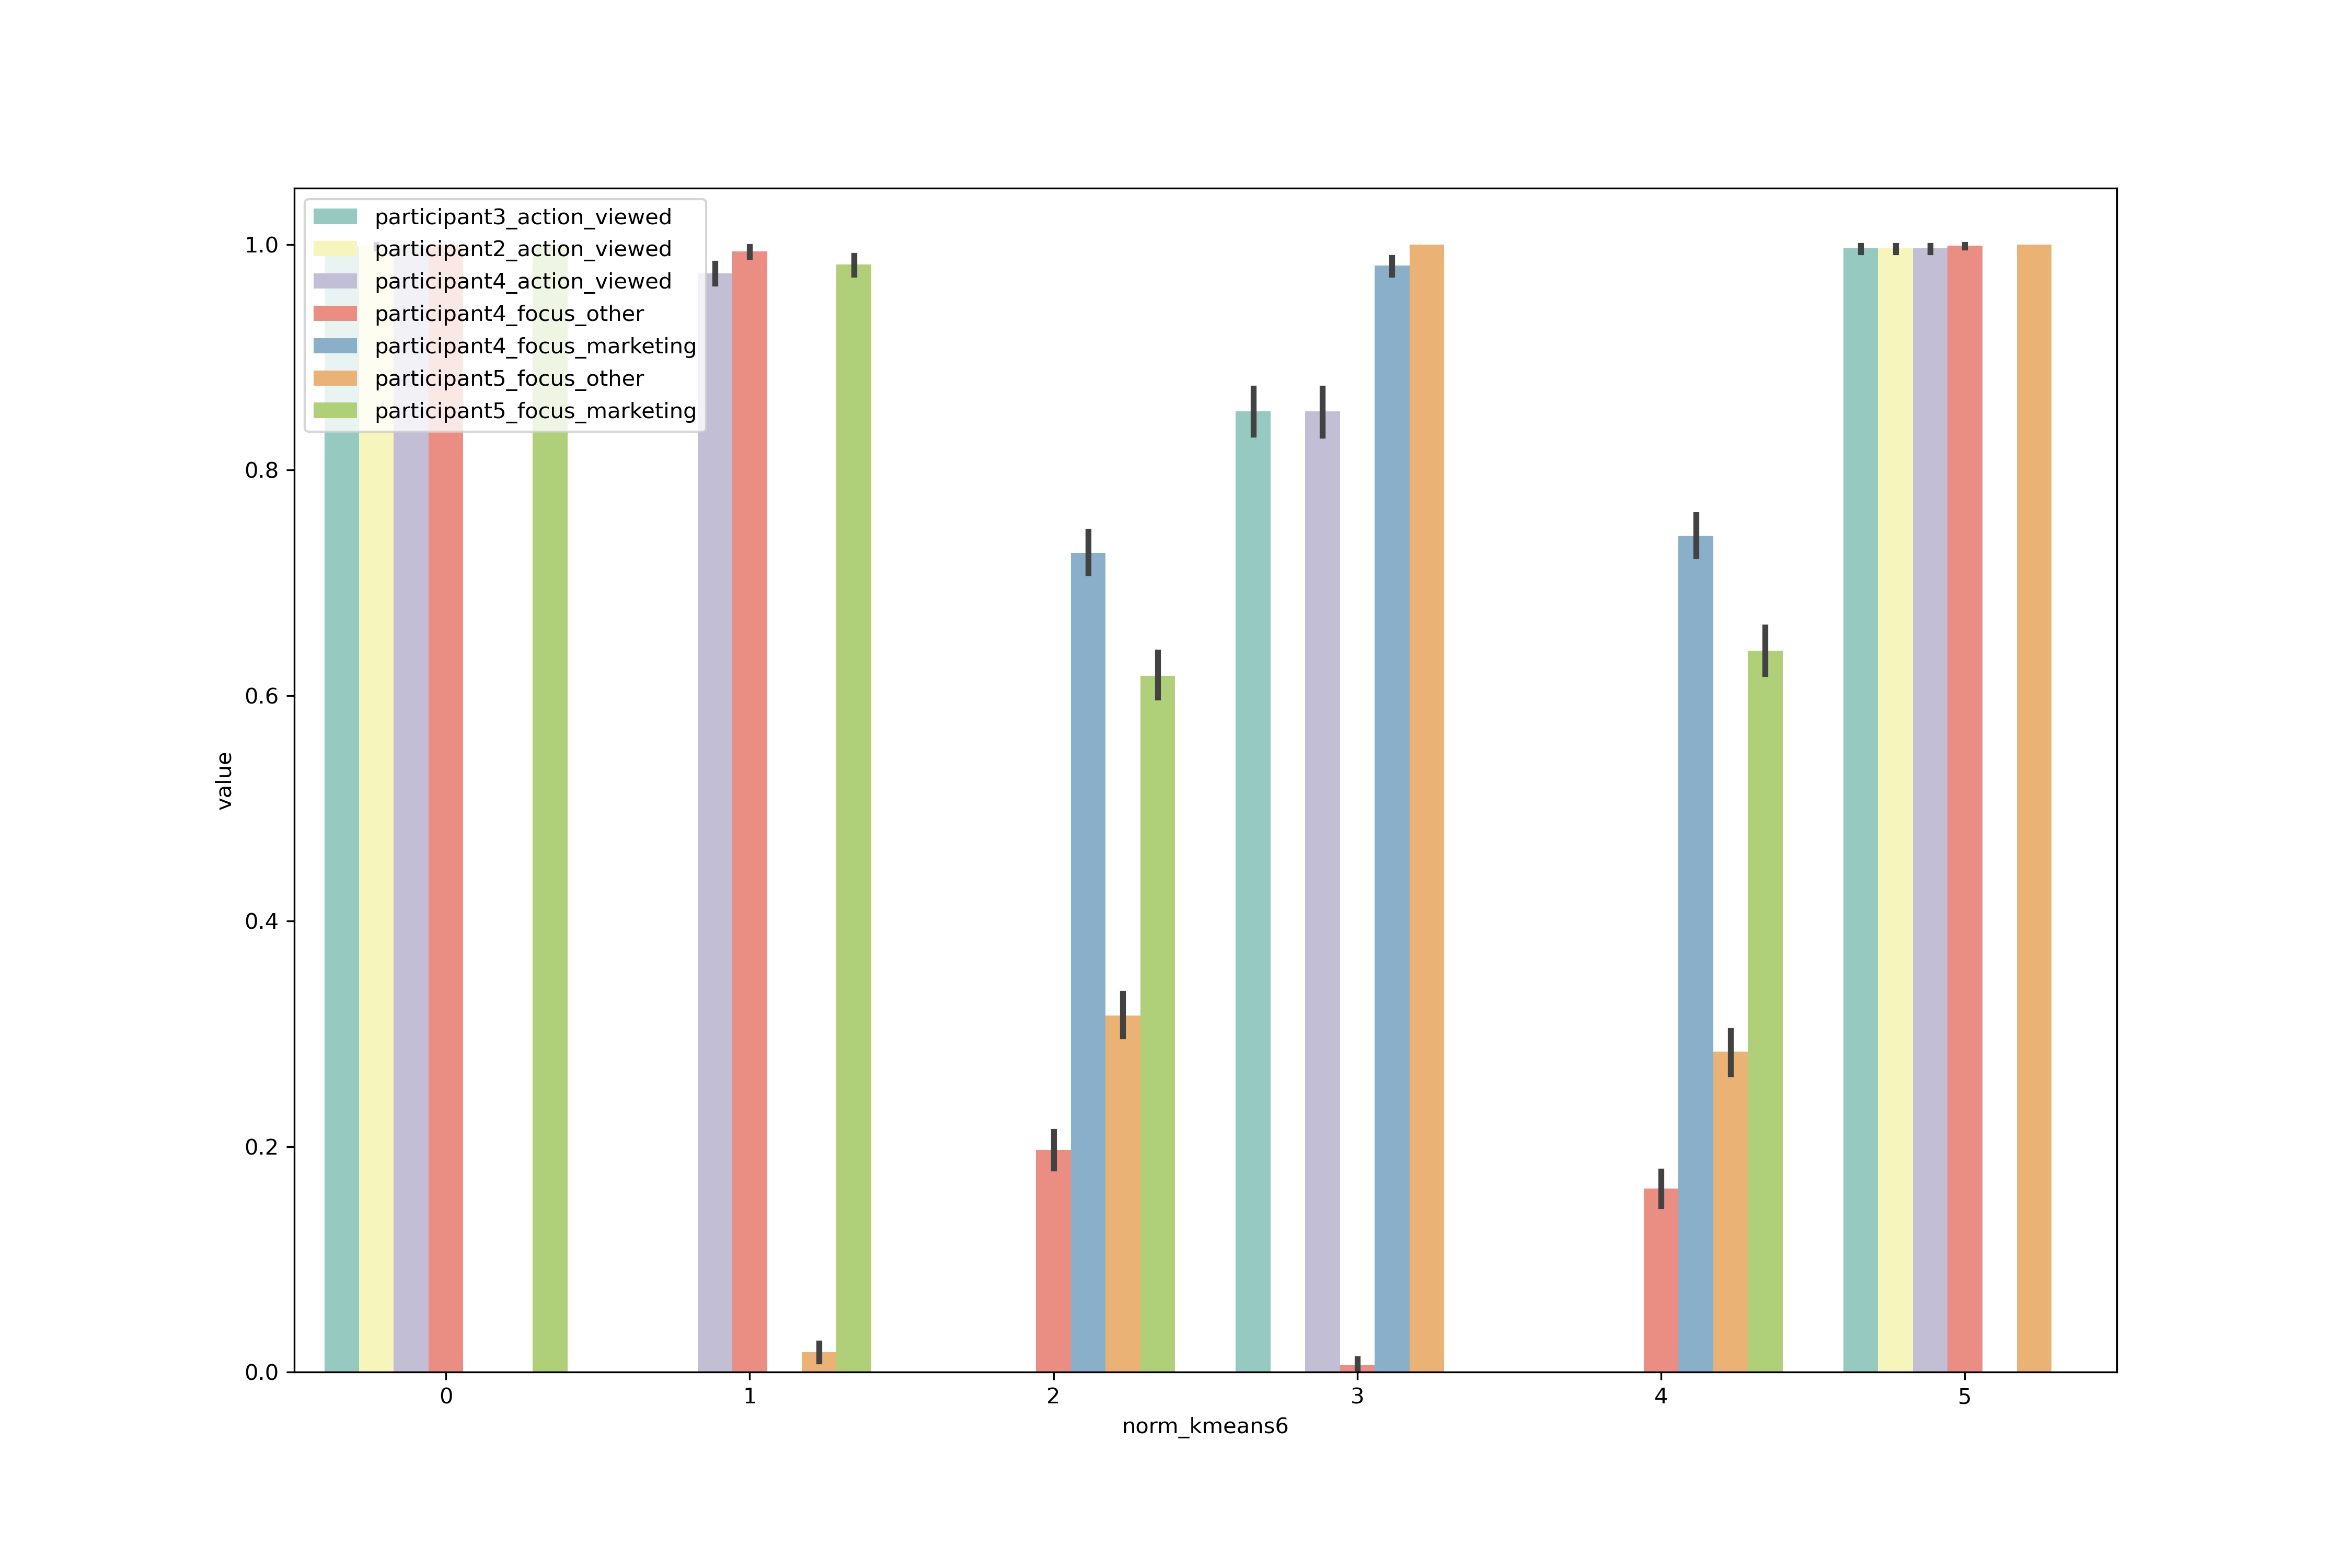 participant3_action_viewed
participant2_action_viewed
participant4_action_viewed
participant4_focus_other
participant4_focus_marketing
participant5_focus_other
participant5_focus_marketing
1.0
0.8
0.6
0.4
0.2
0.0
value
0 1 2 3 4 5
norm_kmeans6